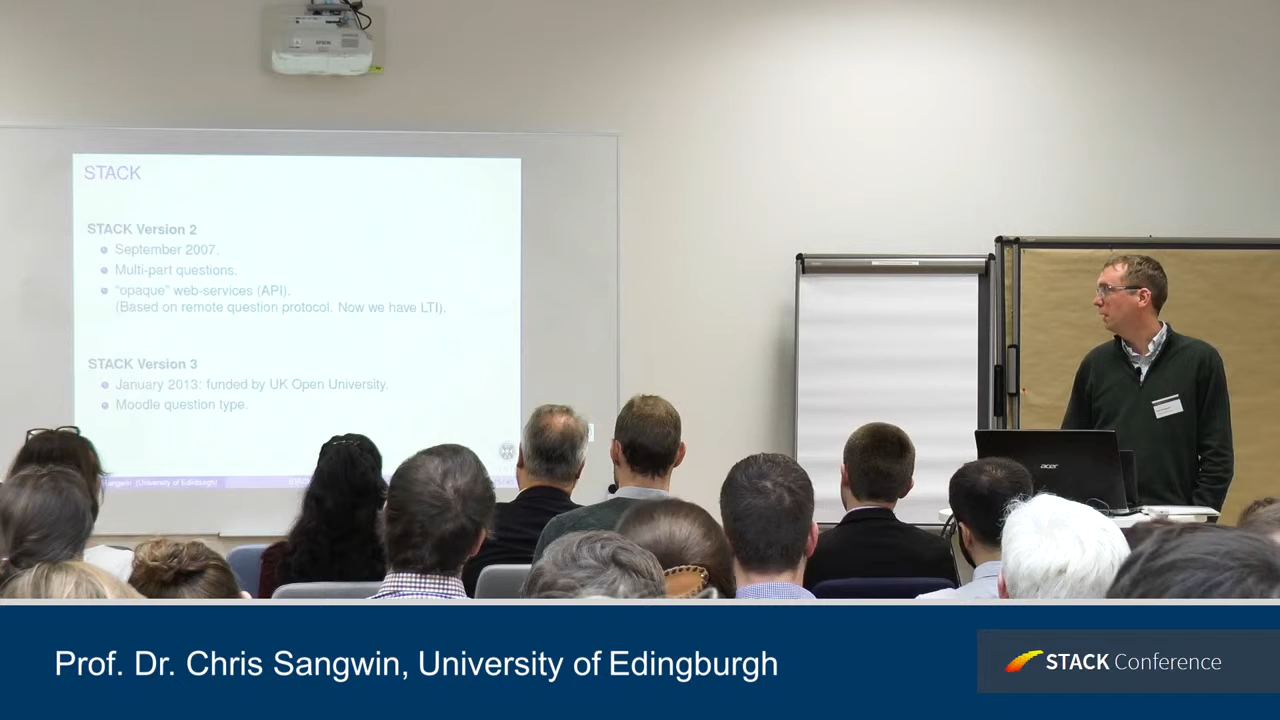 EPSON
STACK
STACK Version 2
September 2007.
Multi-part questions.
“opaque” web-services (API).
(Based on remote question protocol. Now we have LTI).
STACK Version 3
January 2013: funded by UK Open University.
Moodle question type.
Sangwin (University of Edinburgh)
acer
Prof. Dr. Chris Sangwin, University of Edingburgh
STACK Conference